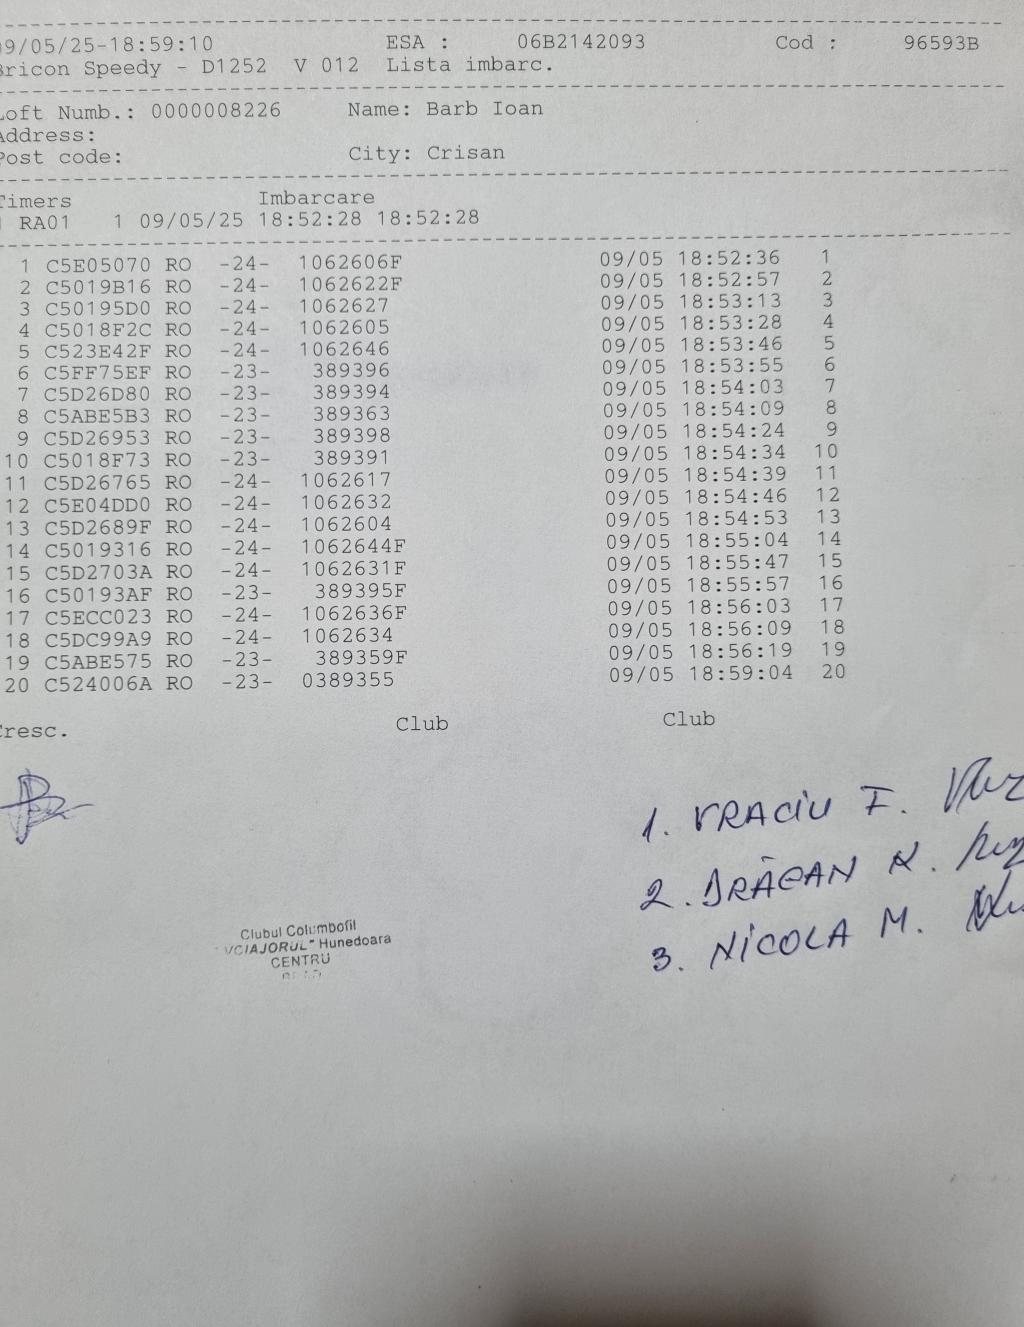 09/05/25-18:59:10 ESA : 06B2142093 Cod : 96593B
Bricon Speedy - D1252 V 012 Lista imbarc.
Loft Numb.: 0000008226 Name: Barb Ioan
Address:
Post code: City: Crisan
Timers Imbarcare
1 RA01 1 09/05/25 18:52:28 18:52:28
1 C5E05070 RO -24- 1062606F 09/05 18:52:36 1
2 C5019B16 RO -24- 1062622F 09/05 18:52:57 2
3 C50195D0 RO -24- 1062627 09/05 18:53:13 3
4 C5018F2C RO -24- 1062605 09/05 18:53:28 4
5 C523E42F RO -24- 1062646 09/05 18:53:46 5
6 C5FF75EF RO -23- 389396 09/05 18:53:55 6
7 C5D26D80 RO -23- 389394 09/05 18:54:03 7
8 C5ABE5B3 RO -23- 389363 09/05 18:54:09 8
9 C5D26953 RO -23- 389398 09/05 18:54:24 9
10 C5018F73 RO -23- 389391 09/05 18:54:34 10
11 C5D26765 RO -24- 1062617 09/05 18:54:39 11
12 C5E04DD0 RO -24- 1062632 09/05 18:54:46 12
13 C5D2689F RO -24- 1062604 09/05 18:54:53 13
14 C5019316 RO -24- 1062644F 09/05 18:55:04 14
15 C5D2703A RO -24- 1062631F 09/05 18:55:47 15
16 C50193AF RO -23- 389395F 09/05 18:55:57 16
17 C5ECC023 RO -24- 1062636F 09/05 18:56:03 17
18 C5DC99A9 RO -24- 1062634 09/05 18:56:09 18
19 C5ABE575 RO -23- 389359F 09/05 18:56:19 19
20 C524006A RO -23- 0389355 09/05 18:59:04 20
Cresc. Club Club
1. VRACIU I.
2. DRĂGAN N.
3. NICOLA M.
Clubul Columbofil
"VOIAJORUL" Hunedoara
CENTRU